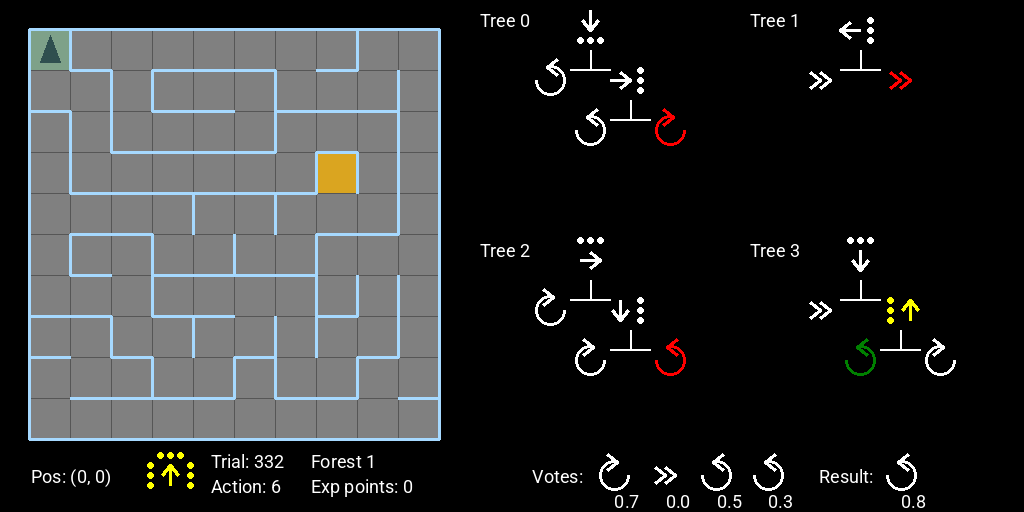 Tree 0
Tree 1
Tree 2
Tree 3
Pos: (0, 0)
Trial: 332
Forest 1
Action: 6
Exp points: 0
Votes:
0.7
0.0
0.5
0.3
Result:
0.8